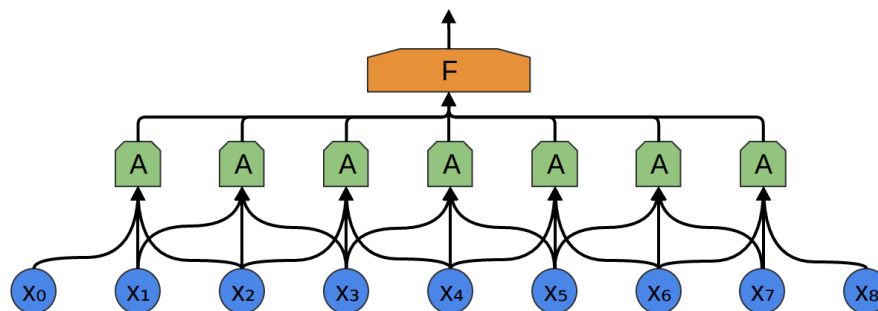 F
A A A A A A A
X₀ X₁ X₂ X₃ X₄ X₅ X₆ X₇ X₈